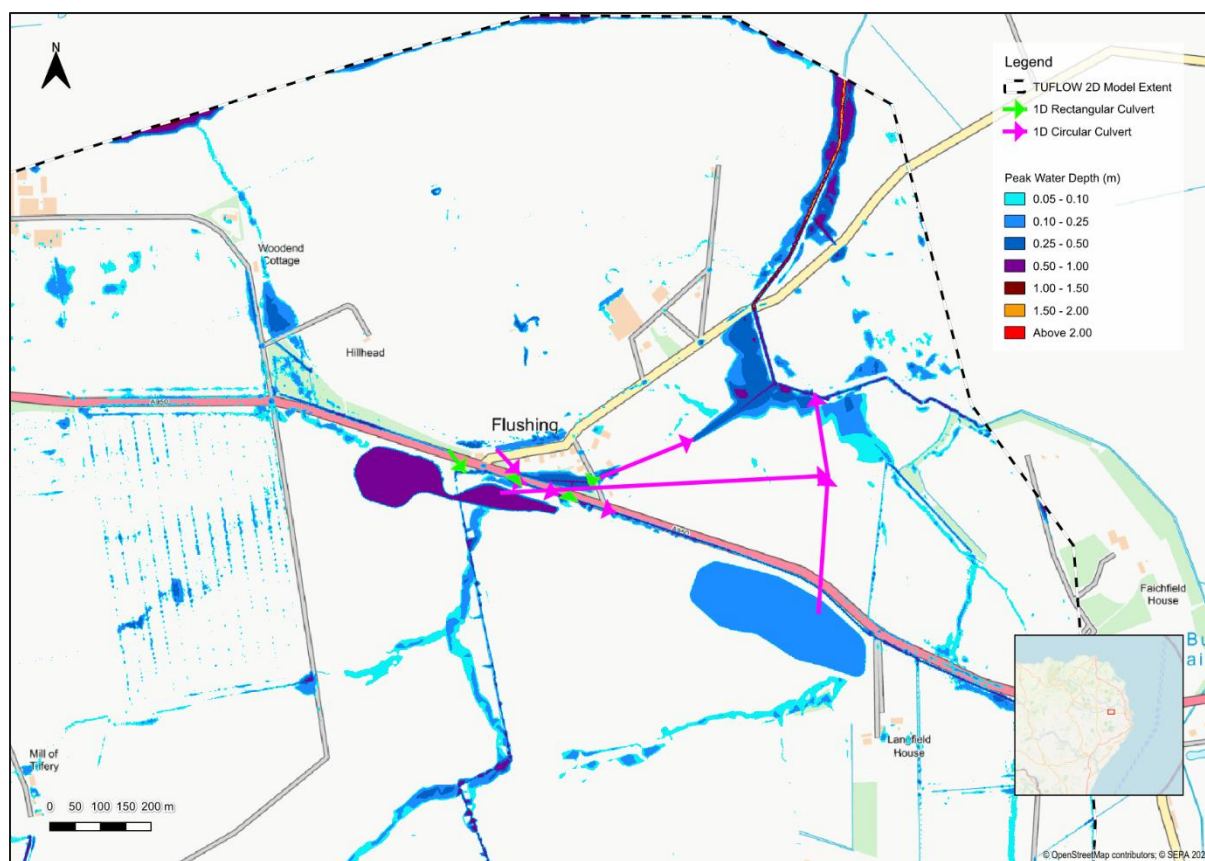 N
Legend
TUFLOW 2D Model Extent
1D Rectangular Culvert
1D Circular Culvert
Peak Water Depth (m)
0.05 - 0.10
0.10 - 0.25
0.25 - 0.50
0.50 - 1.00
1.00 - 1.50
1.50 - 2.00
Above 2.00
Woodend
Cottage
Hillhead
A950
Flushing
A950
Faichfield
House
Langfield
House
Mill of
Tiffery
0 50 100 150 200 m
© OpenStreetMap contributors; © SEPA 202